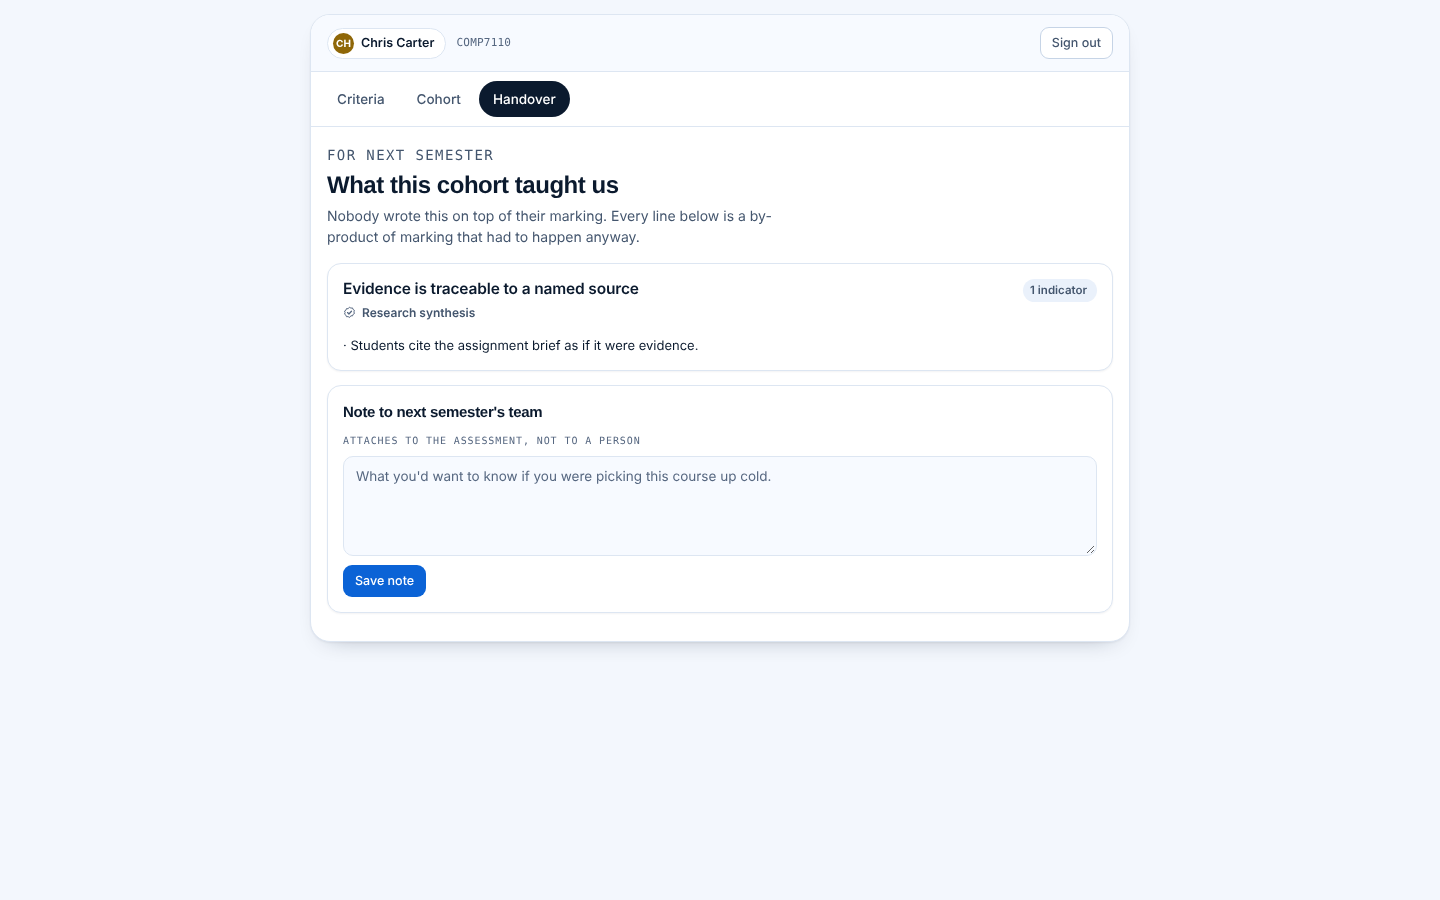 CH Chris Carter COMP7110 Sign out
Criteria Cohort Handover
FOR NEXT SEMESTER
What this cohort taught us
Nobody wrote this on top of their marking. Every line below is a by-
product of marking that had to happen anyway.
Evidence is traceable to a named source 1 indicator
Research synthesis
· Students cite the assignment brief as if it were evidence.
Note to next semester's team
ATTACHES TO THE ASSESSMENT, NOT TO A PERSON
What you'd want to know if you were picking this course up cold.
Save note